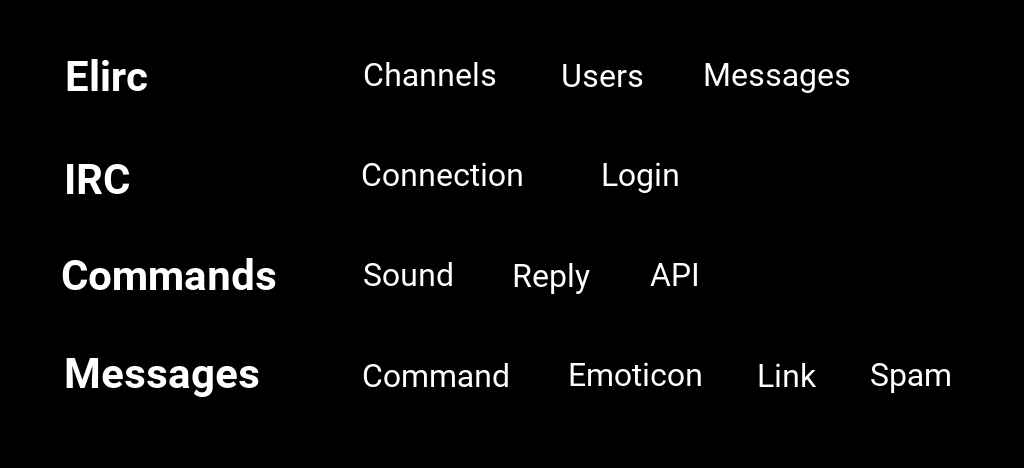 Elirc Channels Users Messages
IRC Connection Login
Commands Sound Reply API
Messages Command Emoticon Link Spam